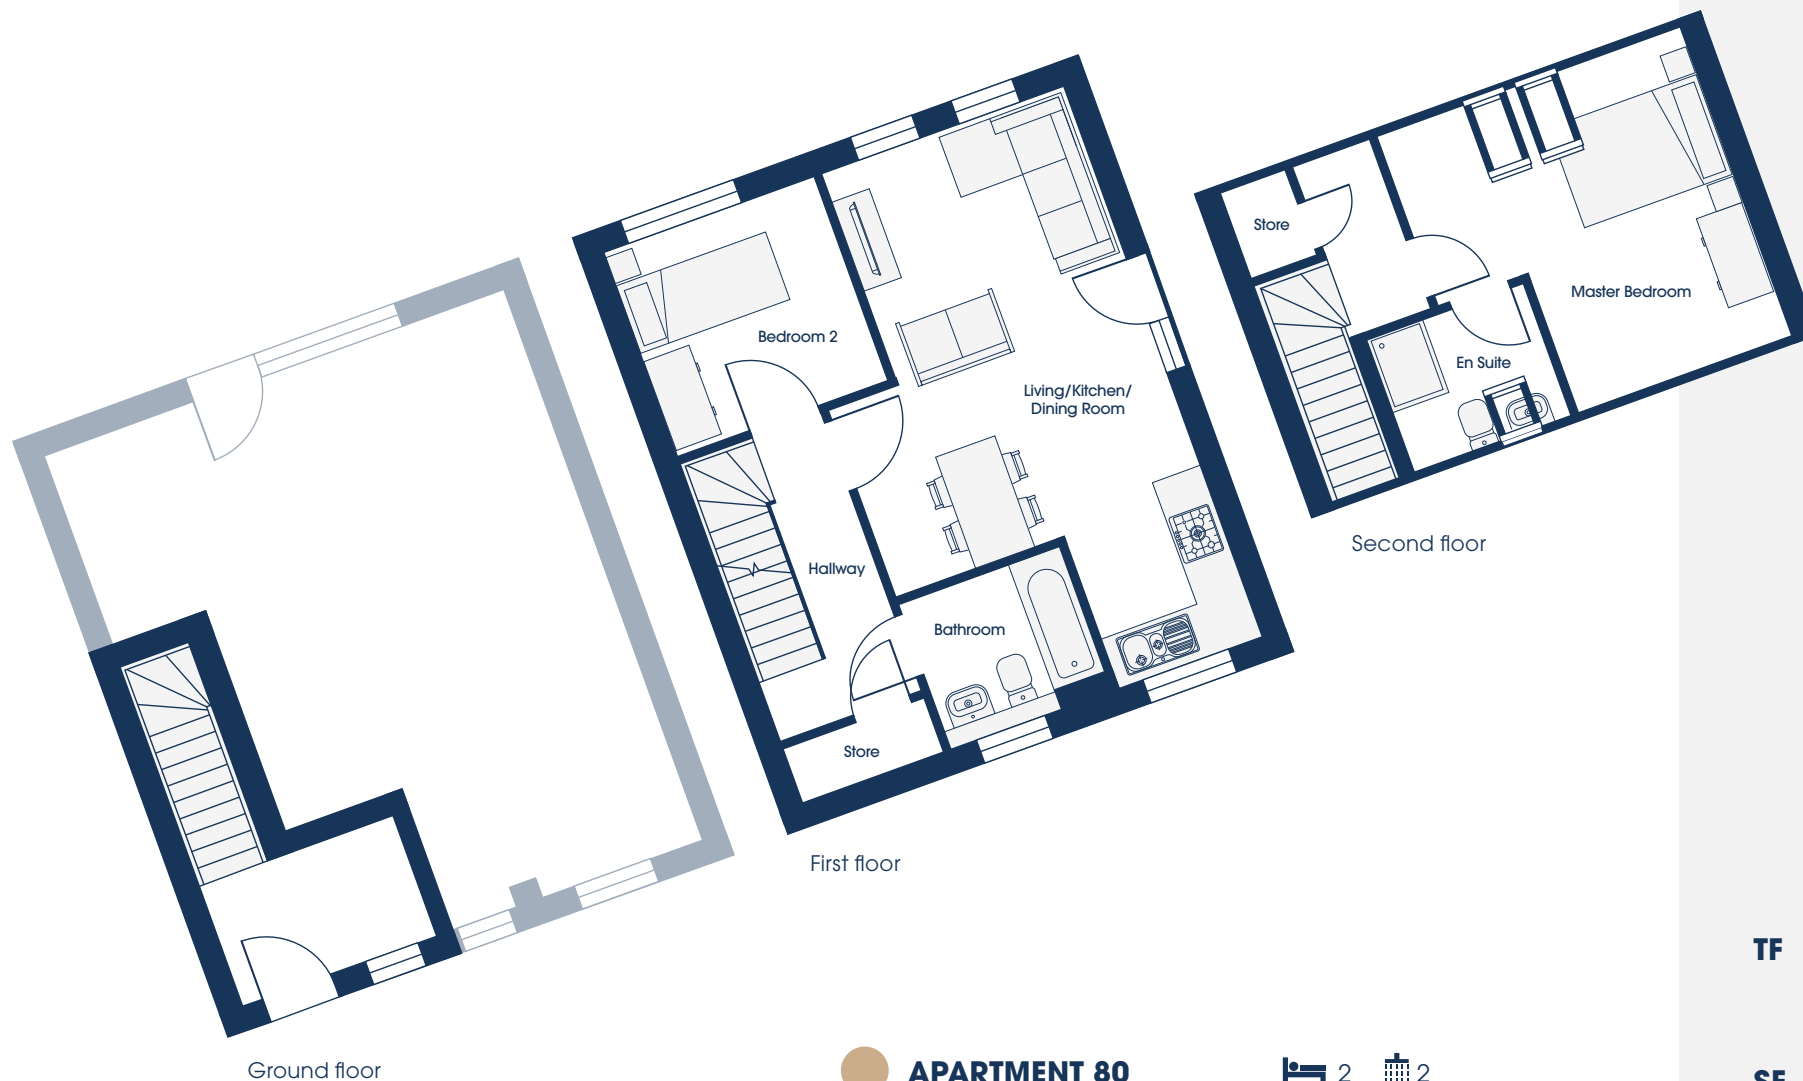 Store
Master Bedroom
En Suite
Second floor
Bedroom 2
Living/Kitchen/
Dining Room
Hallway
Bathroom
Store
First floor
Ground floor
TF
APARTMENT 80
2
2
SF